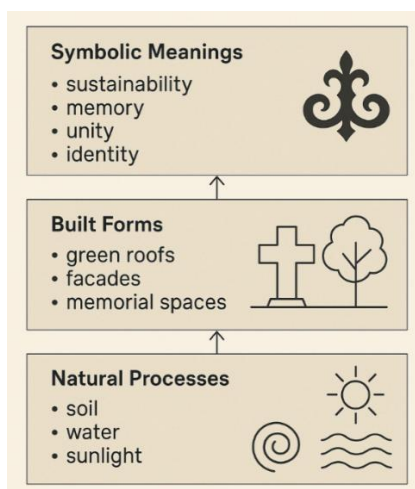 Symbolic Meanings
• sustainability
• memory
• unity
• identity
Built Forms
• green roofs
• facades
• memorial spaces
Natural Processes
• soil
• water
• sunlight